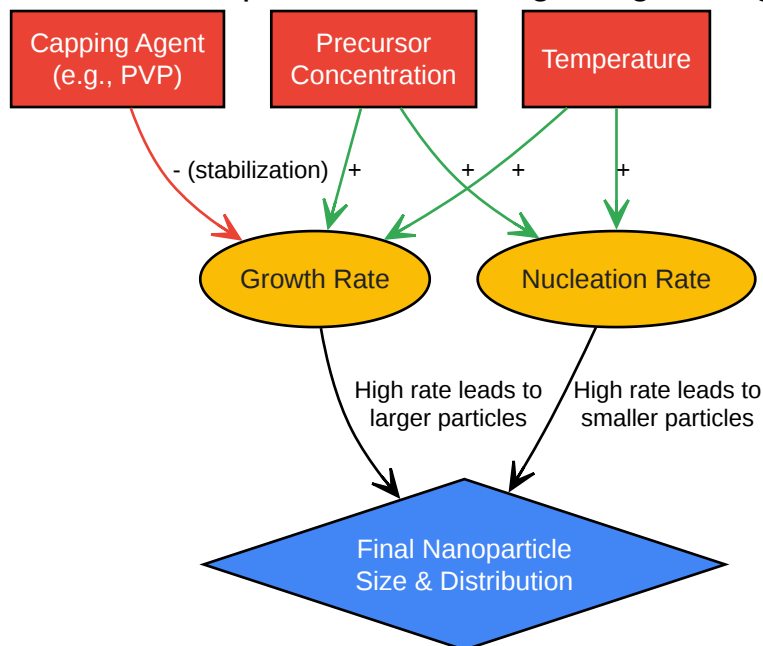 Capping Agent
(e.g., PVP)
Precursor
Concentration
Temperature
- (stabilization)
+
+
+
+
Growth Rate
Nucleation Rate
High rate leads to
larger particles
High rate leads to
smaller particles
Final Nanoparticle
Size & Distribution